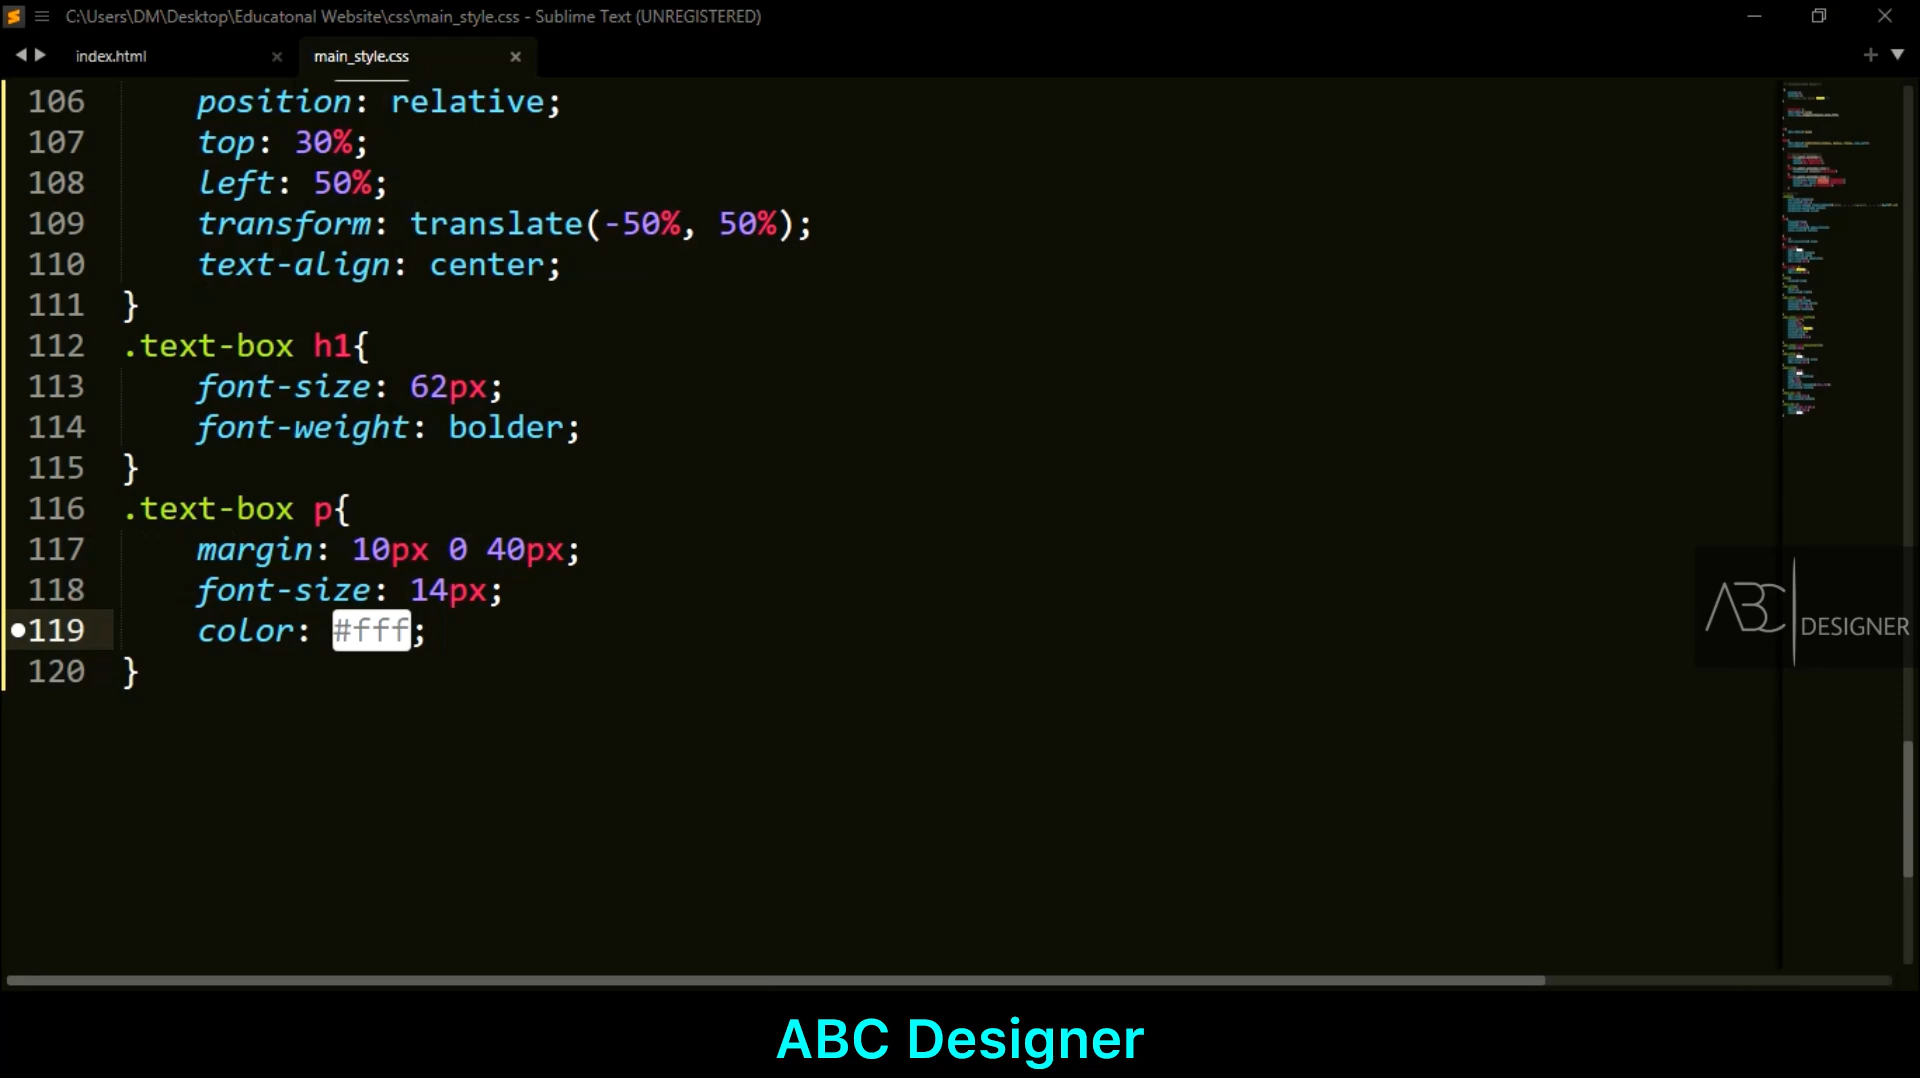 C:\Users\DM\Desktop\Educatonal Website\css\main_style.css - Sublime Text (UNREGISTERED)
index.html
main_style.css
106 position: relative;
107 top: 30%;
108 left: 50%;
109 transform: translate(-50%, 50%);
110 text-align: center;
111 }
112 .text-box h1{
113 font-size: 62px;
114 font-weight: bolder;
115 }
116 .text-box p{
117 margin: 10px 0 40px;
118 font-size: 14px;
119 color: #fff;
120 }
ABC DESIGNER
ABC Designer